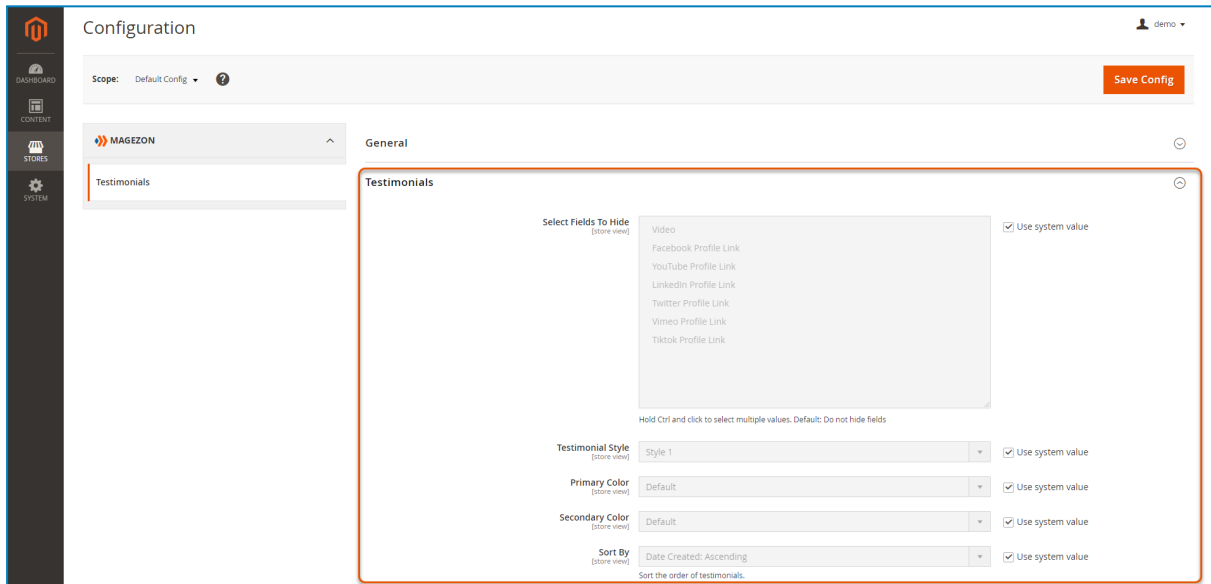 Configuration
demo
DASHBOARD
CONTENT
STORES
SYSTEM
Scope: Default Config ?
Save Config
MAGEZON
Testimonials
General
Testimonials
Select Fields To Hide
[store view]
Video
Facebook Profile Link
YouTube Profile Link
LinkedIn Profile Link
Twitter Profile Link
Vimeo Profile Link
Tiktok Profile Link
Use system value
Hold Ctrl and click to select multiple values. Default: Do not hide fields
Testimonial Style
[store view]
Style 1
Use system value
Primary Color
[store view]
Default
Use system value
Secondary Color
[store view]
Default
Use system value
Sort By
[store view]
Date Created: Ascending
Use system value
Sort the order of testimonials.